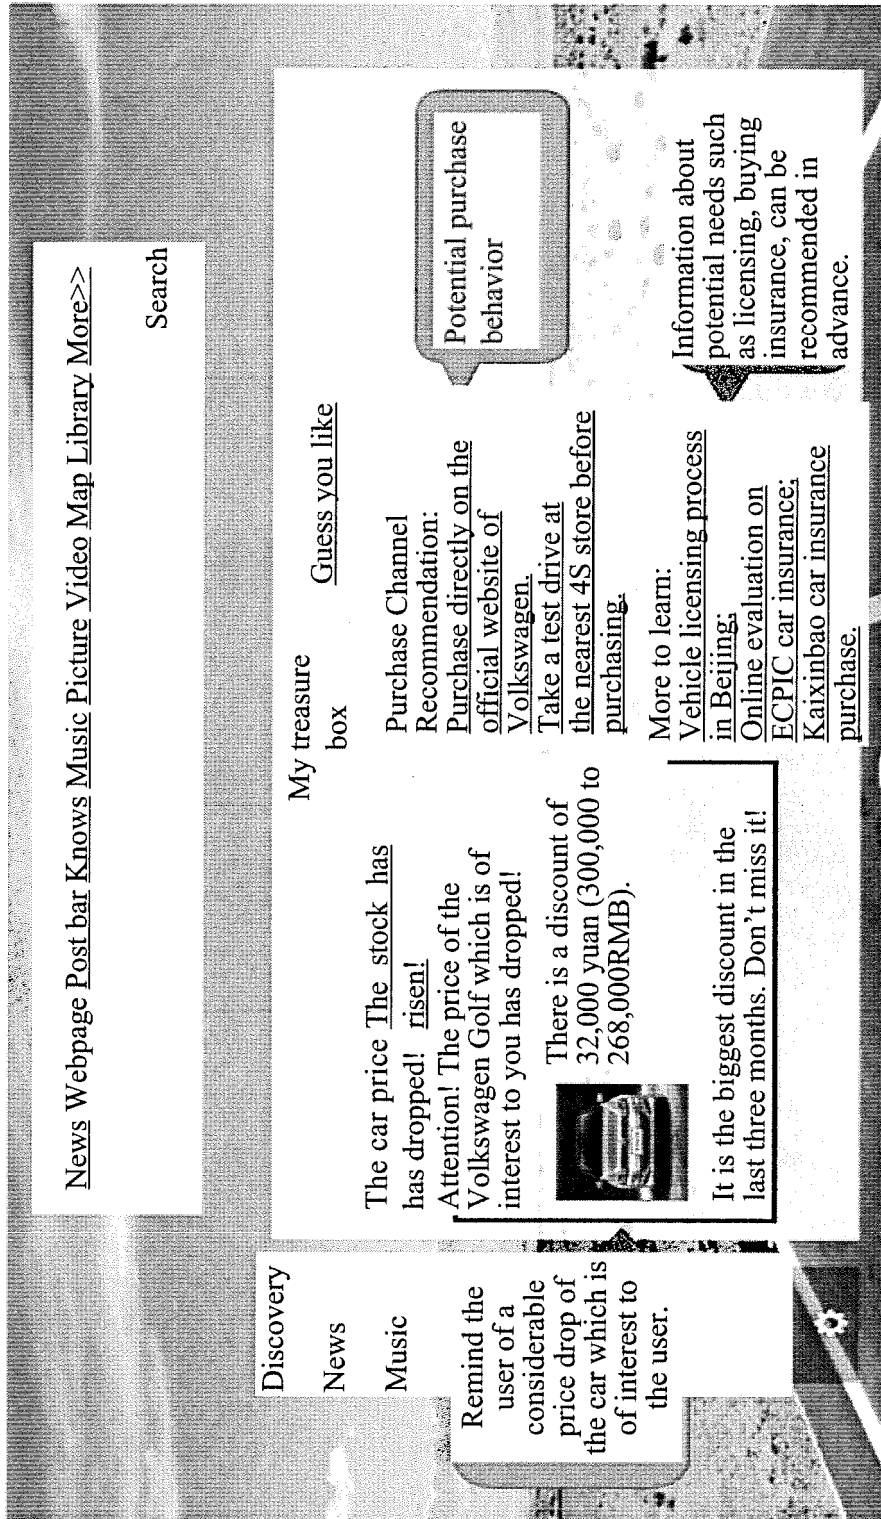 News Webpage Post bar Knows Music Picture Video Map Library More>>
Search
Discovery
News
Music
Remind the
user of a
considerable
price drop of
the car which is
of interest to
the user.
My treasure
box
Guess you like
The car price The stock has
has dropped! risen!
Attention! The price of the
Volkswagen Golf which is of
interest to you has dropped!
There is a discount of
32,000 yuan (300,000 to
268,000RMB).
It is the biggest discount in the
last three months. Don't miss it!
Purchase Channel
Recommendation:
Purchase directly on the
official website of
Volkswagen.
Take a test drive at
the nearest 4S store before
purchasing.
More to learn:
Vehicle licensing process
in Beijing;
Online evaluation on
ECPIC car insurance;
Kaixinbao car insurance
purchase.
Potential purchase
behavior
Information about
potential needs such
as licensing, buying
insurance, can be
recommended in
advance.